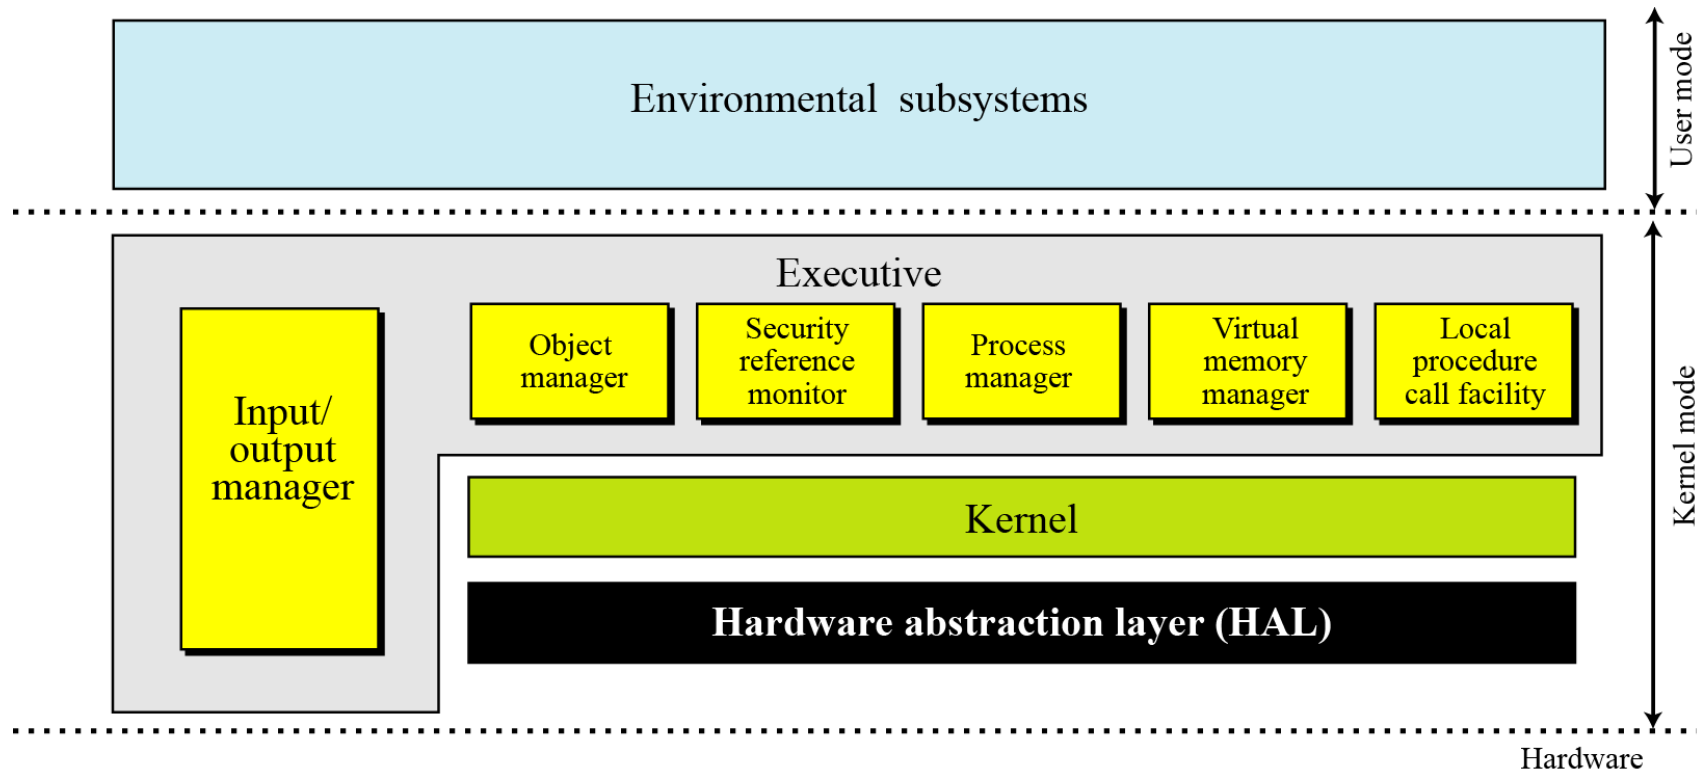 Environmental subsystems
User mode
Executive
Input/
output
manager
Object
manager
Security
reference
monitor
Process
manager
Virtual
memory
manager
Local
procedure
call facility
Kernel
Hardware abstraction layer (HAL)
Kernel mode
Hardware